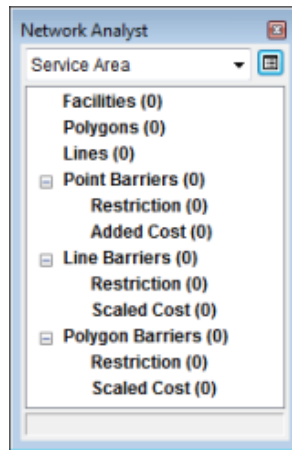 Network Analyst
Service Area
Facilities (0)
Polygons (0)
Lines (0)
Point Barriers (0)
Restriction (0)
Added Cost (0)
Line Barriers (0)
Restriction (0)
Scaled Cost (0)
Polygon Barriers (0)
Restriction (0)
Scaled Cost (0)